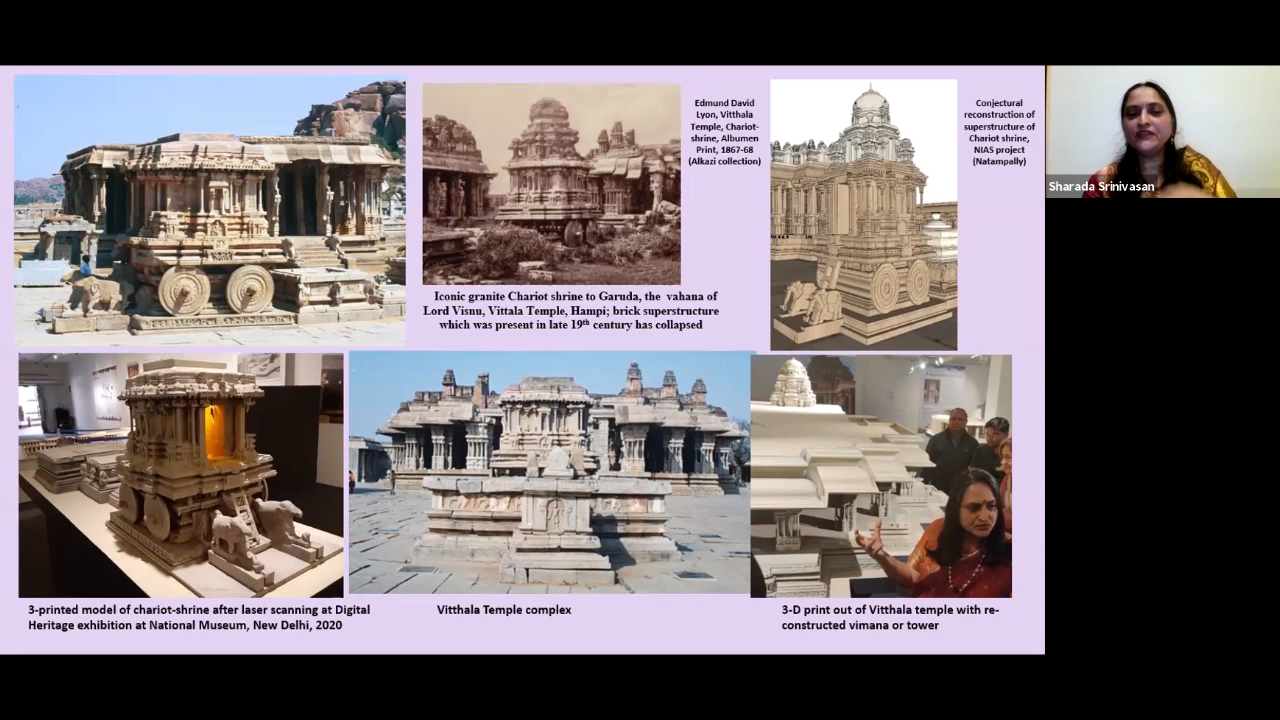 Edmund David
Lyon, Vitthala
Temple, Chariot-
shrine, Albumen
Print, 1867-68
(Alkazi collection)
Conjectural
reconstruction of
superstructure of
Chariot shrine,
NIAS project
(Natampally)
Sharada Srinivasan
Iconic granite Chariot shrine to Garuda, the vahana of
Lord Visnu, Vittala Temple, Hampi; brick superstructure
which was present in late 19th century has collapsed
3-printed model of chariot-shrine after laser scanning at Digital
Heritage exhibition at National Museum, New Delhi, 2020
Vitthala Temple complex
3-D print out of Vitthala temple with re-
constructed vimana or tower